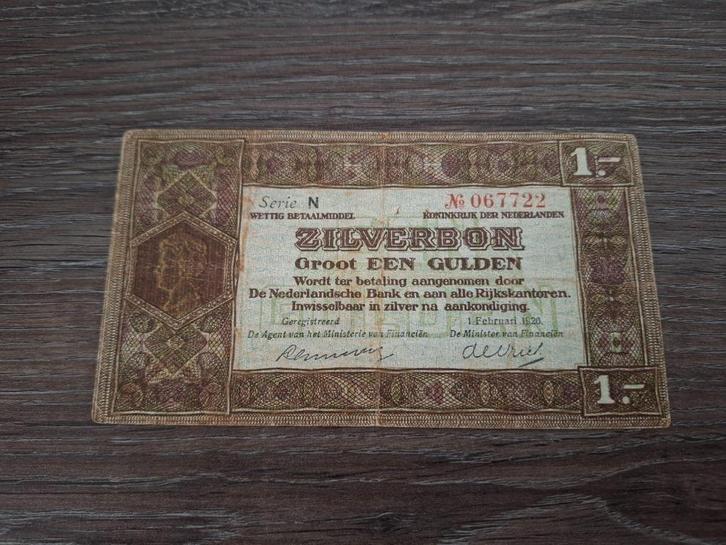 1.-
Serie N № 067722
WETTIG BETAALMIDDEL KONINKRIJK DER NEDERLANDEN
ZILVERBON
Groot EEN GULDEN
Wordt ter betaling aangenomen door
De Nederlandsche Bank en aan alle Rijkskantoren.
Inwisselbaar in zilver na aankondiging.
Geregistreerd 1 Februari 1920.
De Agent van het Ministerie van Financiën De Minister van Financiën
de Vries
1.-